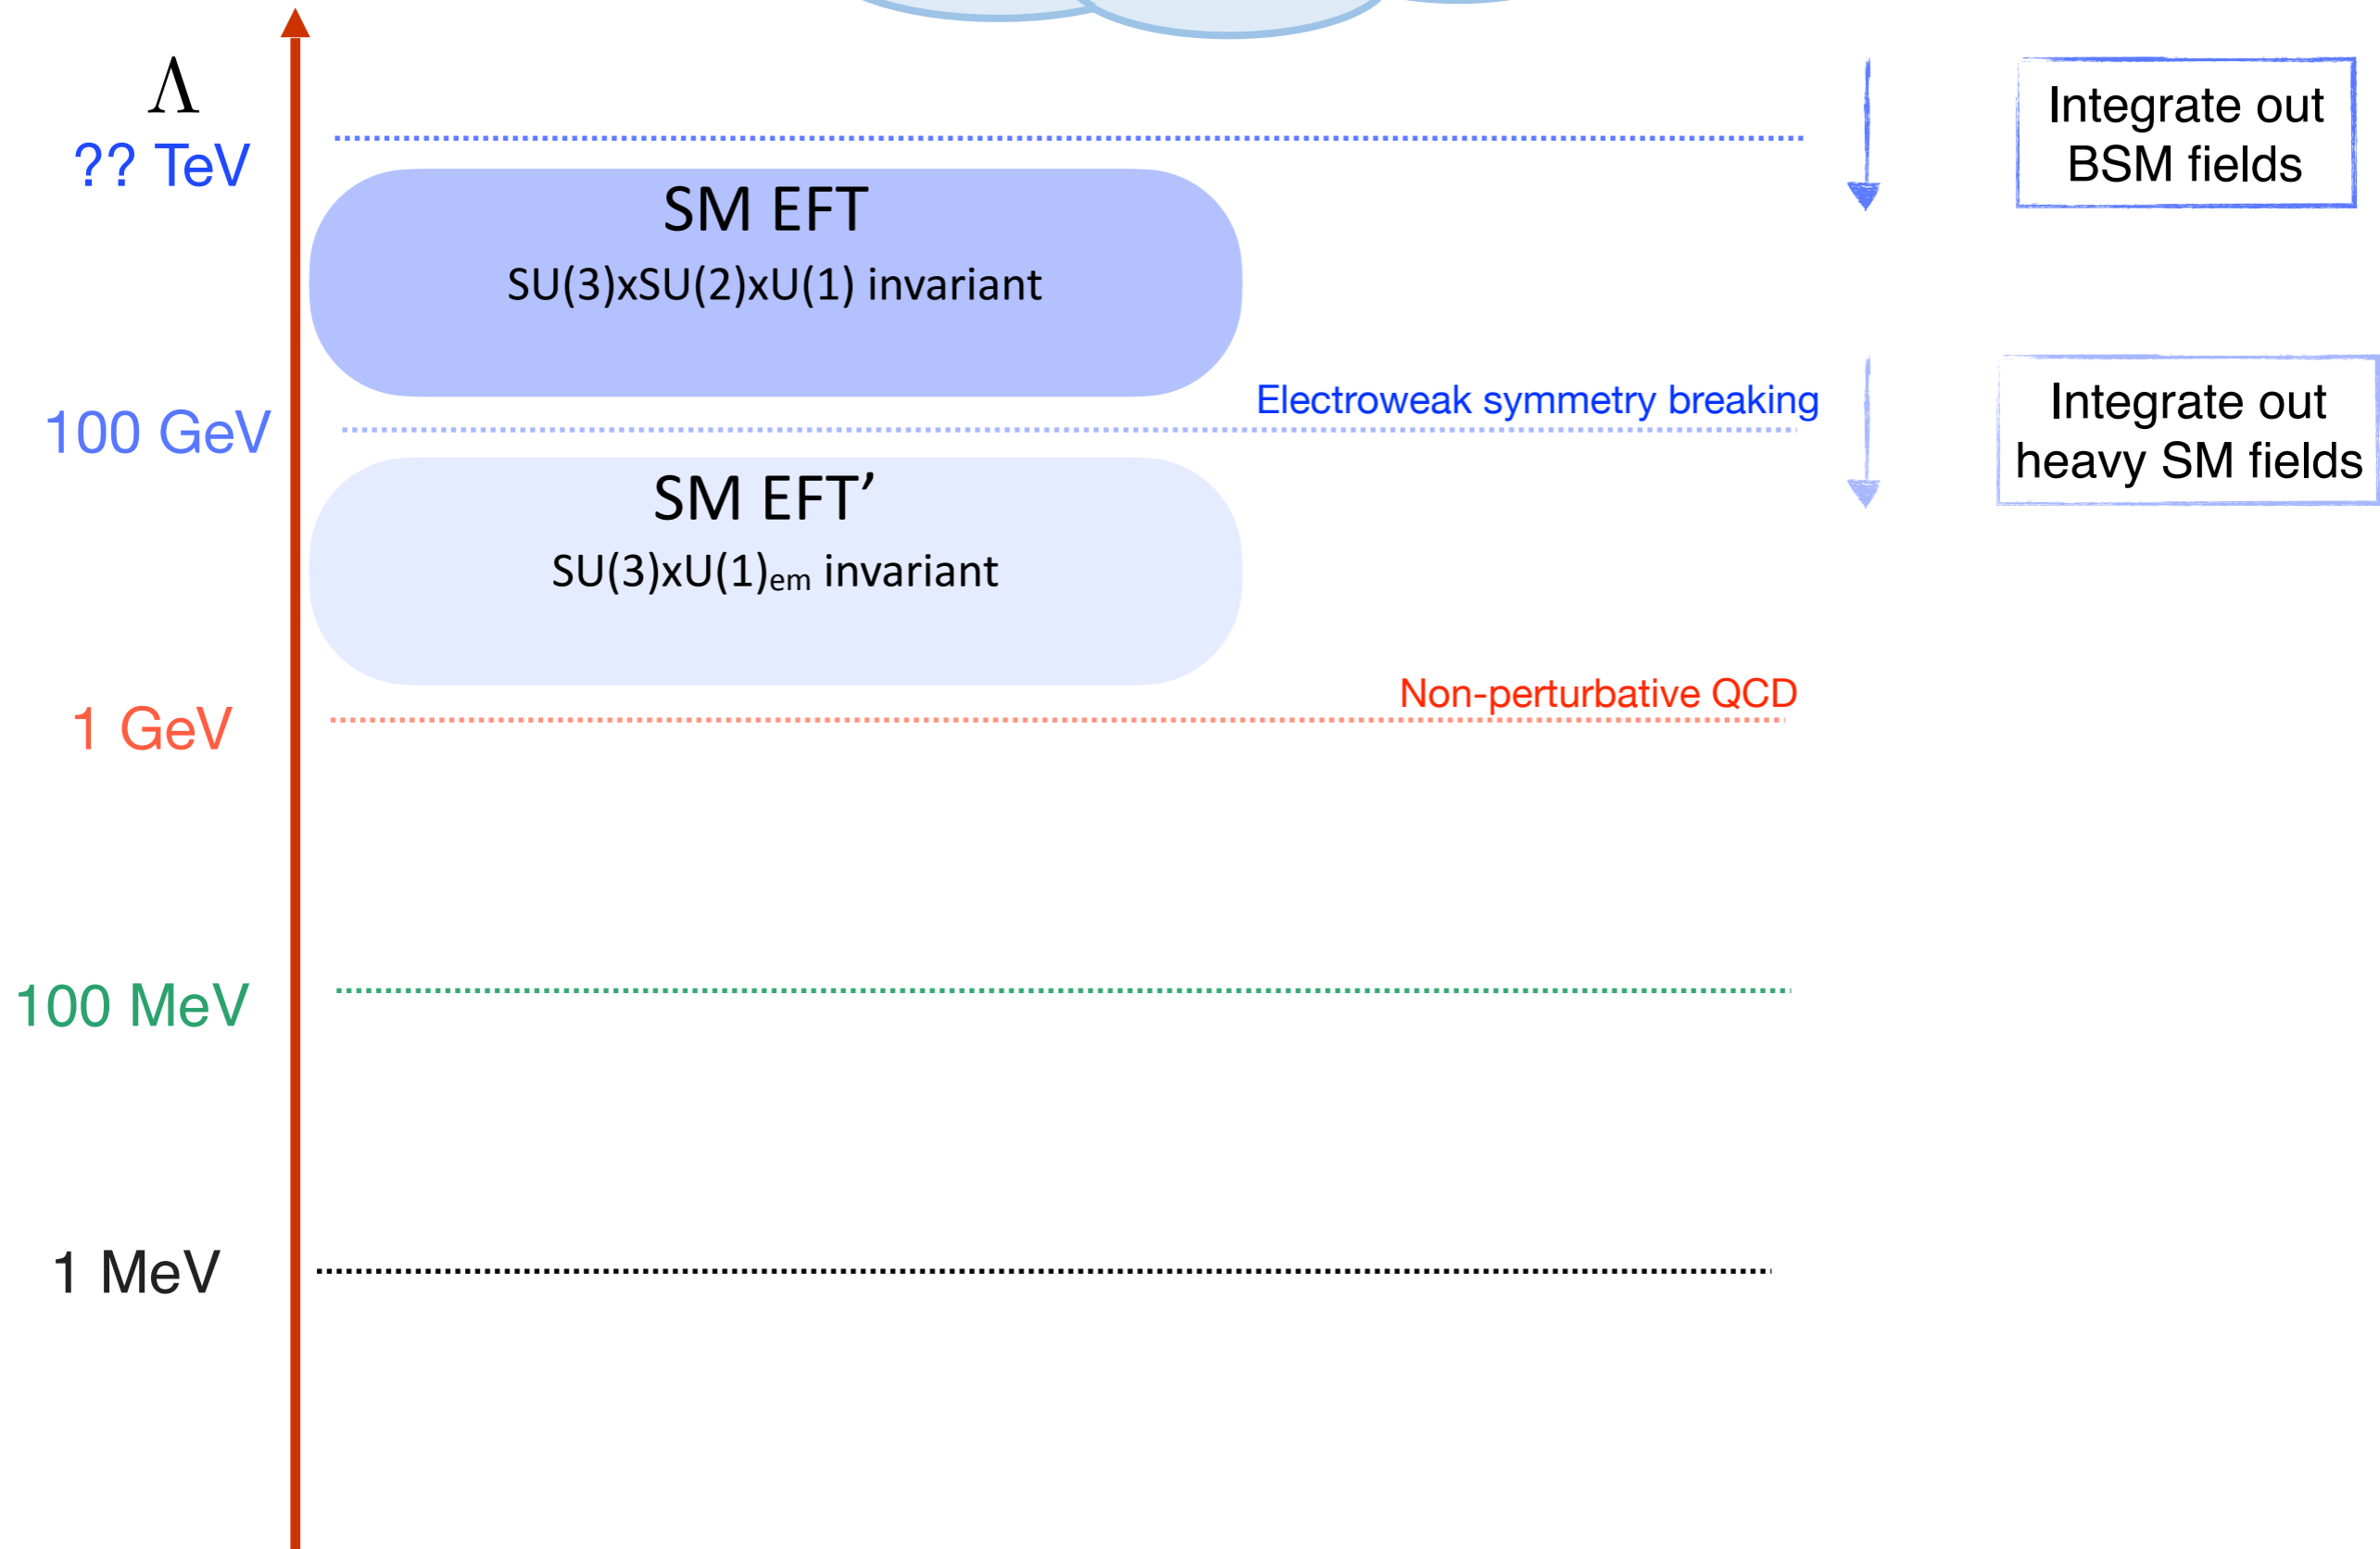 Λ
?? TeV
Integrate out
BSM fields
SM EFT
SU(3)xSU(2)xU(1) invariant
Electroweak symmetry breaking
100 GeV
Integrate out
heavy SM fields
SM EFT’
SU(3)xU(1)em invariant
Non-perturbative QCD
1 GeV
100 MeV
1 MeV